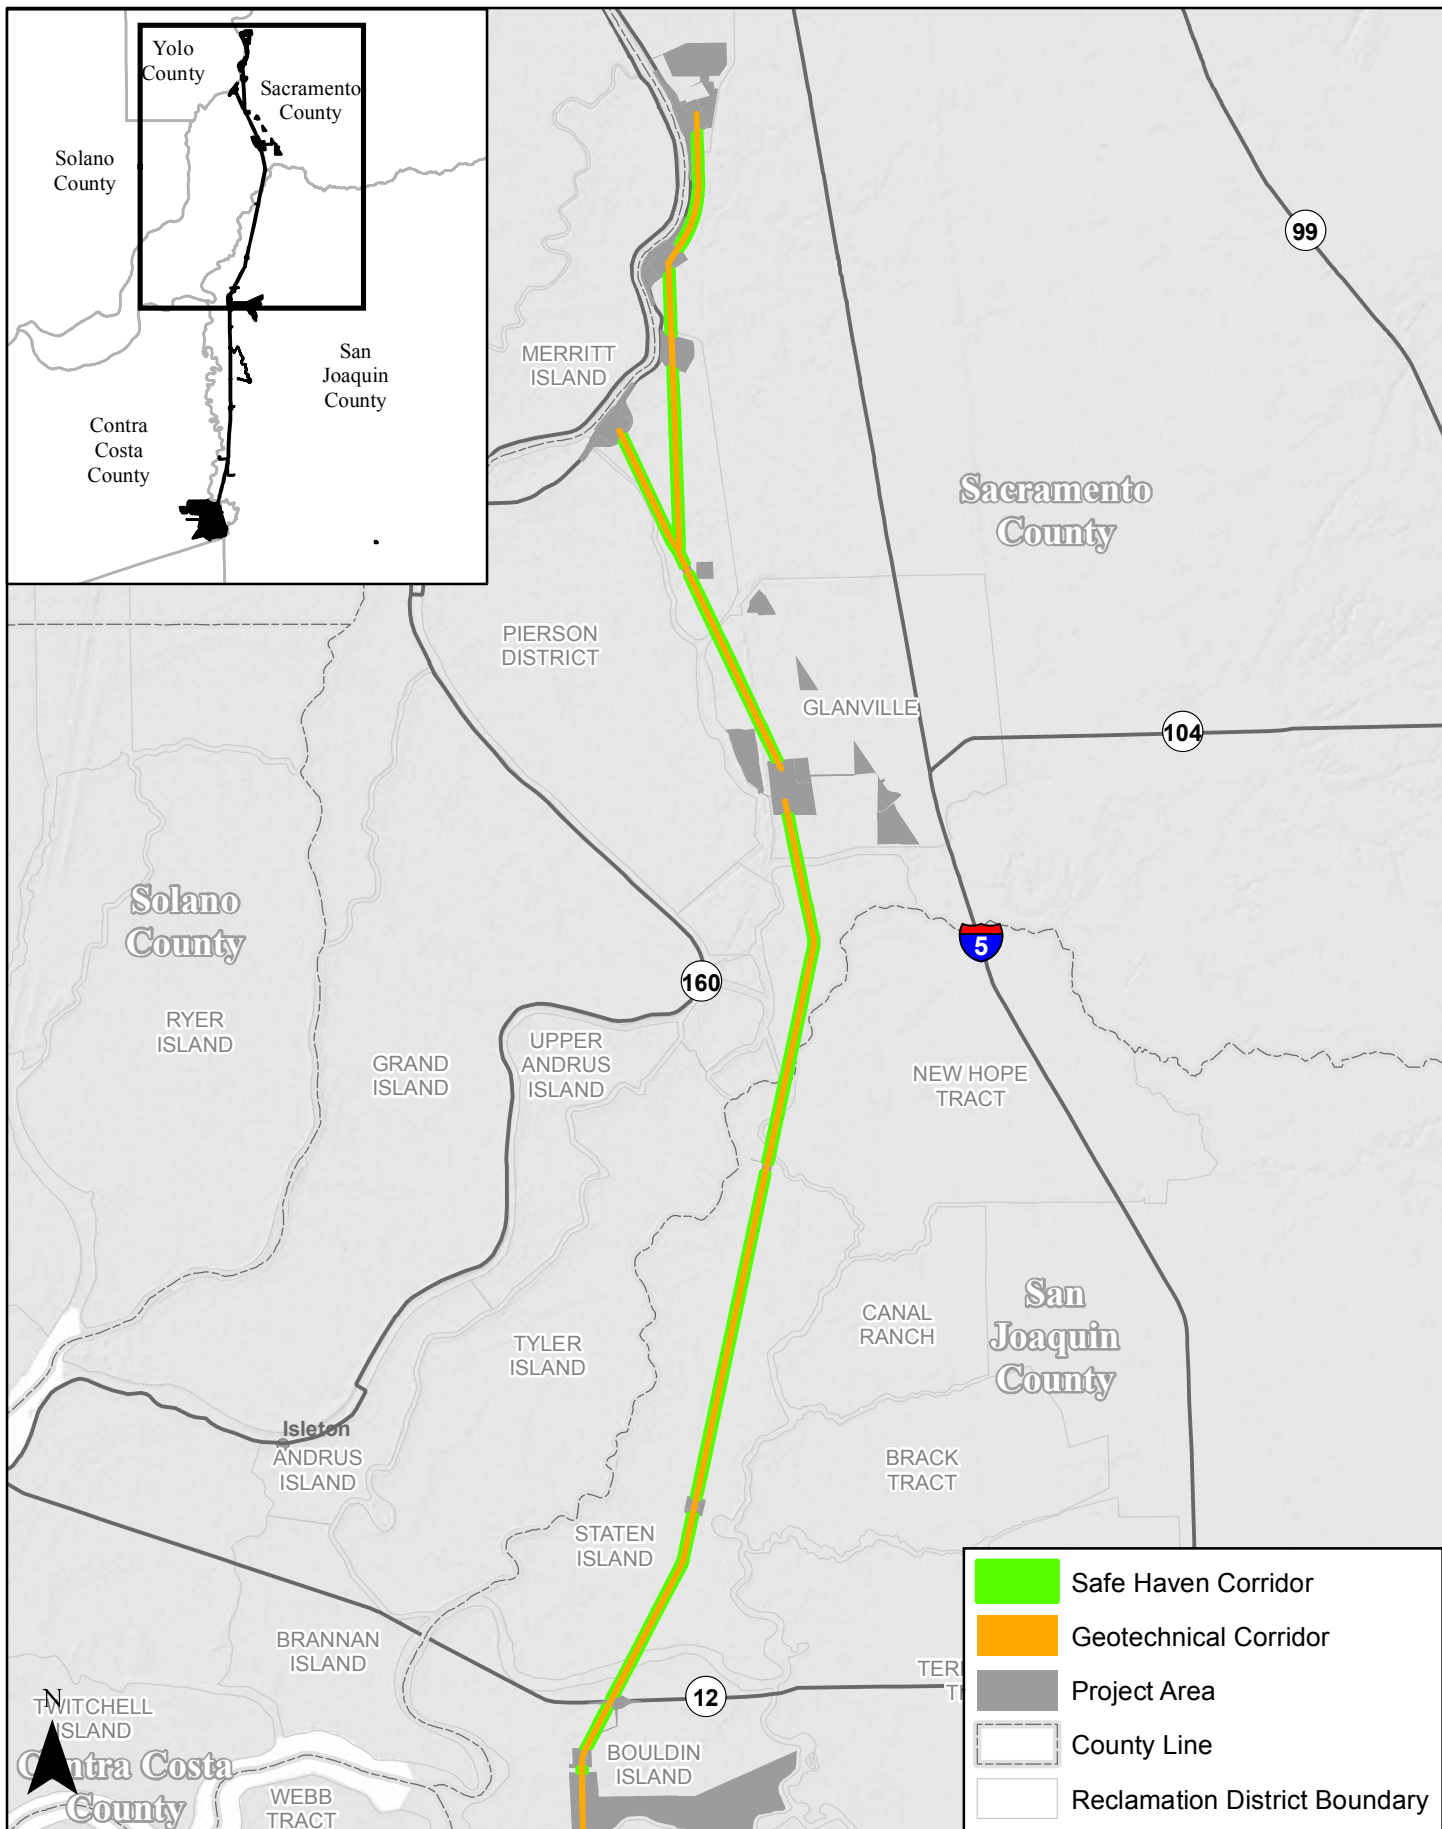 Yolo
County
Sacramento
County
Solano
County
San
Joaquin
County
Contra
Costa
County
99
MERRITT
ISLAND
Sacramento
County
PIERSON
DISTRICT
GLANVILLE
104
Solano
County
5
160
RYER
ISLAND
GRAND
ISLAND
UPPER
ANDRUS
ISLAND
NEW HOPE
TRACT
San
Joaquin
County
CANAL
RANCH
TYLER
ISLAND
Isleton
ANDRUS
ISLAND
BRACK
TRACT
STATEN
ISLAND
BRANNAN
ISLAND
12
N
TWITCHELL
ISLAND
Contra Costa
County
WEBB
TRACT
BOULDIN
ISLAND
Safe Haven Corridor
Geotechnical Corridor
Project Area
County Line
Reclamation District Boundary